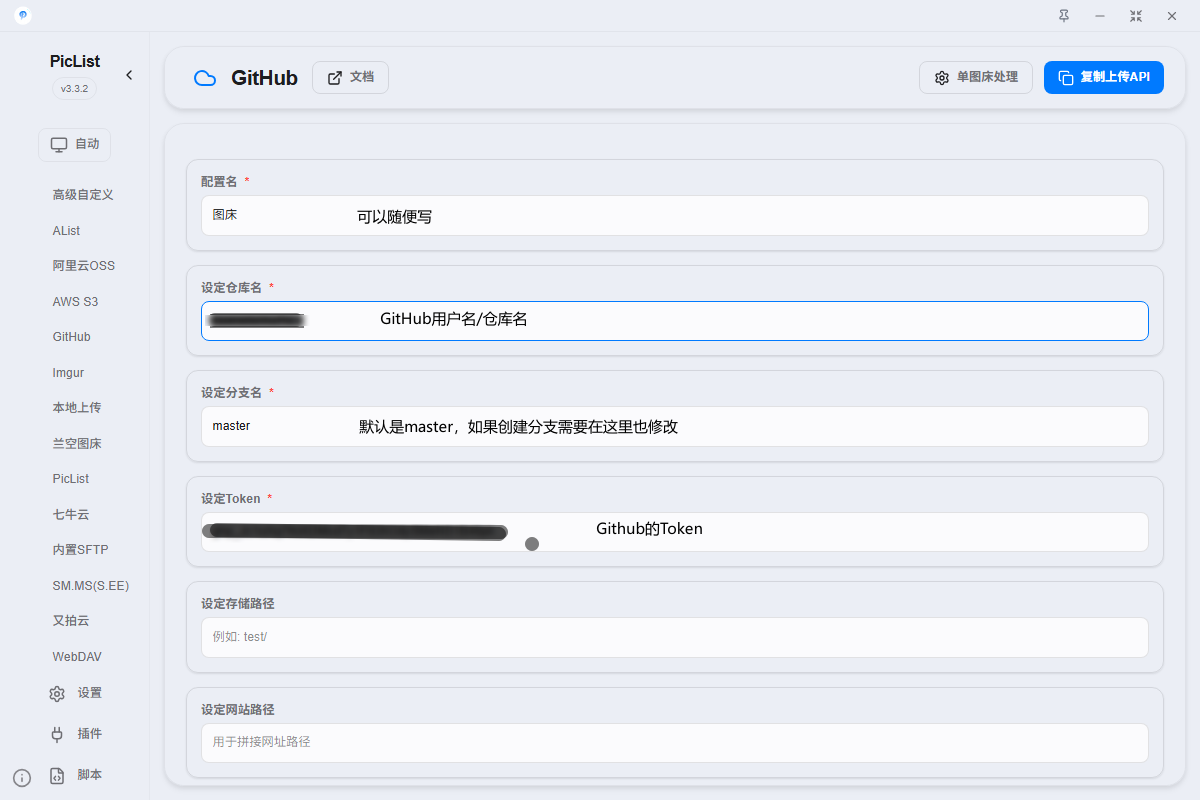 PicList
v3.3.2
自动
高级自定义
AList
阿里云OSS
AWS S3
GitHub
Imgur
本地上传
兰空图床
PicList
七牛云
内置SFTP
SM.MS(S.EE)
又拍云
WebDAV
设置
插件
脚本
GitHub 文档 单图床处理 复制上传API
配置名 *
图床 可以随便写
设定仓库名 *
GitHub用户名/仓库名
设定分支名 *
master 默认是master，如果创建分支需要在这里也修改
设定Token *
Github的Token
设定存储路径
例如: test/
设定网站路径
用于拼接网址路径